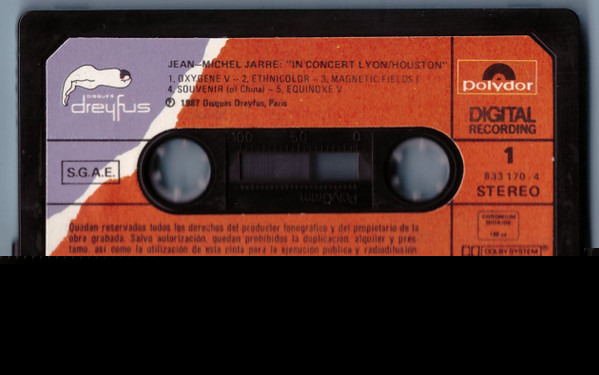 JEAN-MICHEL JARRE: "IN CONCERT LYON/HOUSTON"
1. OXYGENE V - 2. ETHNICOLOR - 3. MAGNETIC FIELDS I
4. SOUVENIR (of China) - 5. EQUINOXE V
℗ 1987 Disques Dreyfus, Paris
DISQUES
dreyfus
polydor
DIGITAL
RECORDING
S.G.A.E.
100 50 0
PolyGram
1
833 170-4
STEREO
Quedan reservados todos los derechos del productor fonográfico y del propietario de la
obra grabada. Salvo autorización, quedan prohibidos la duplicación, alquiler y prés-
tamo, así como la utilización de esta cinta para la ejecución pública y radiodifusión
CHROMIUM
DIOXIDE
DOLBY SYSTEM